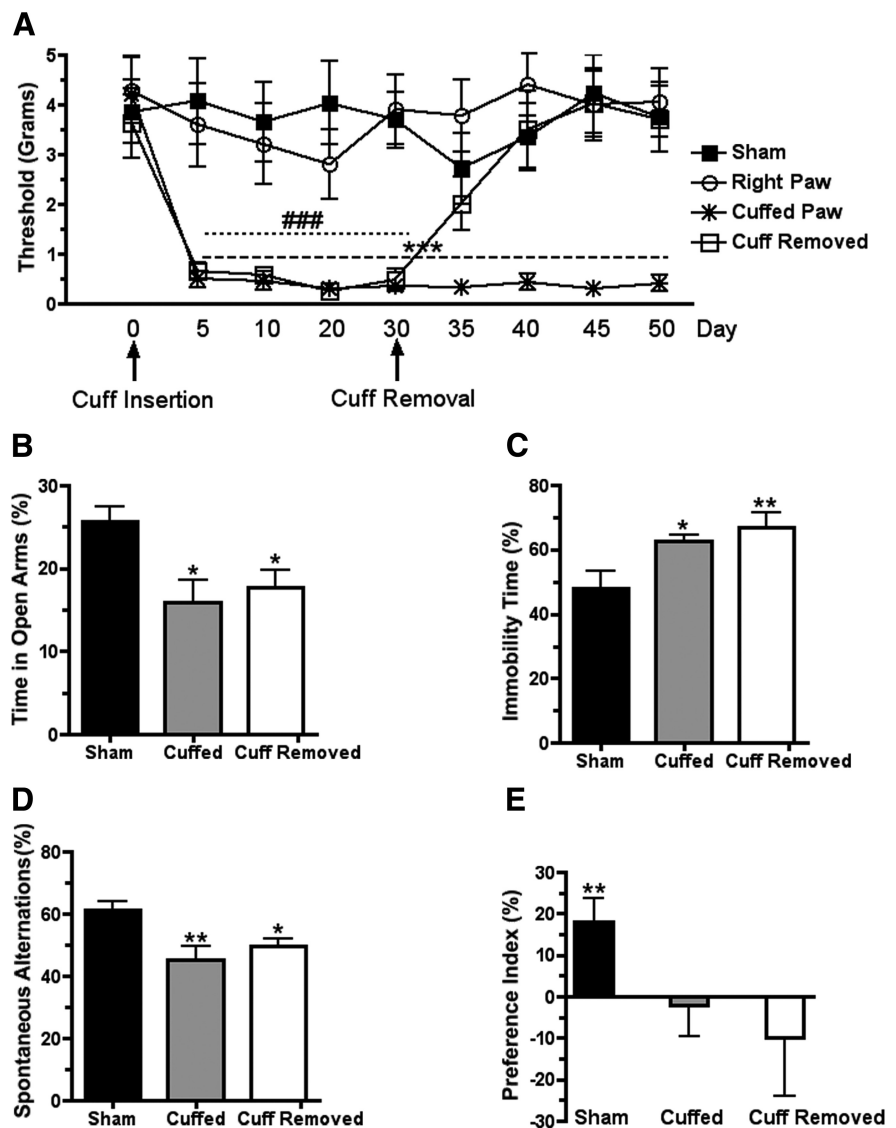 A
Threshold (Grams)
5
4
3
2
1
0
###
***
Sham
Right Paw
Cuffed Paw
Cuff Removed
0 5 10 20 30 35 40 45 50 Day
Cuff Insertion Cuff Removal
B
Time in Open Arms (%)
30
20
10
0
* *
Sham Cuffed Cuff Removed
C
Immobility Time (%)
80
60
40
20
0
* **
Sham Cuffed Cuff Removed
D
Spontaneous Alternations(%)
80
60
40
20
0
** *
Sham Cuffed Cuff Removed
E
Preference Index (%)
30
20
10
0
-10
-20
-30
**
Sham Cuffed Cuff Removed